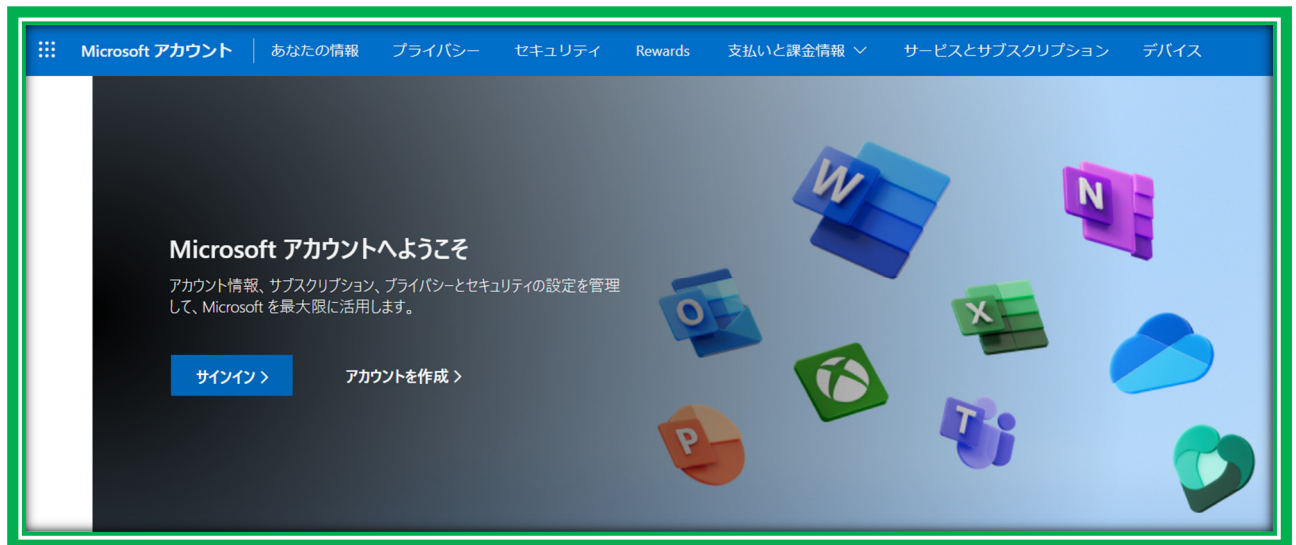 Microsoft アカウント
あなたの情報
プライバシー
セキュリティ
Rewards
支払いと課金情報
サービスとサブスクリプション
デバイス
Microsoft アカウントへようこそ
アカウント情報、サブスクリプション、プライバシーとセキュリティの設定を管理
して、Microsoft を最大限に活用します。
サインイン >
アカウントを作成 >
W
N
O
X
P
T